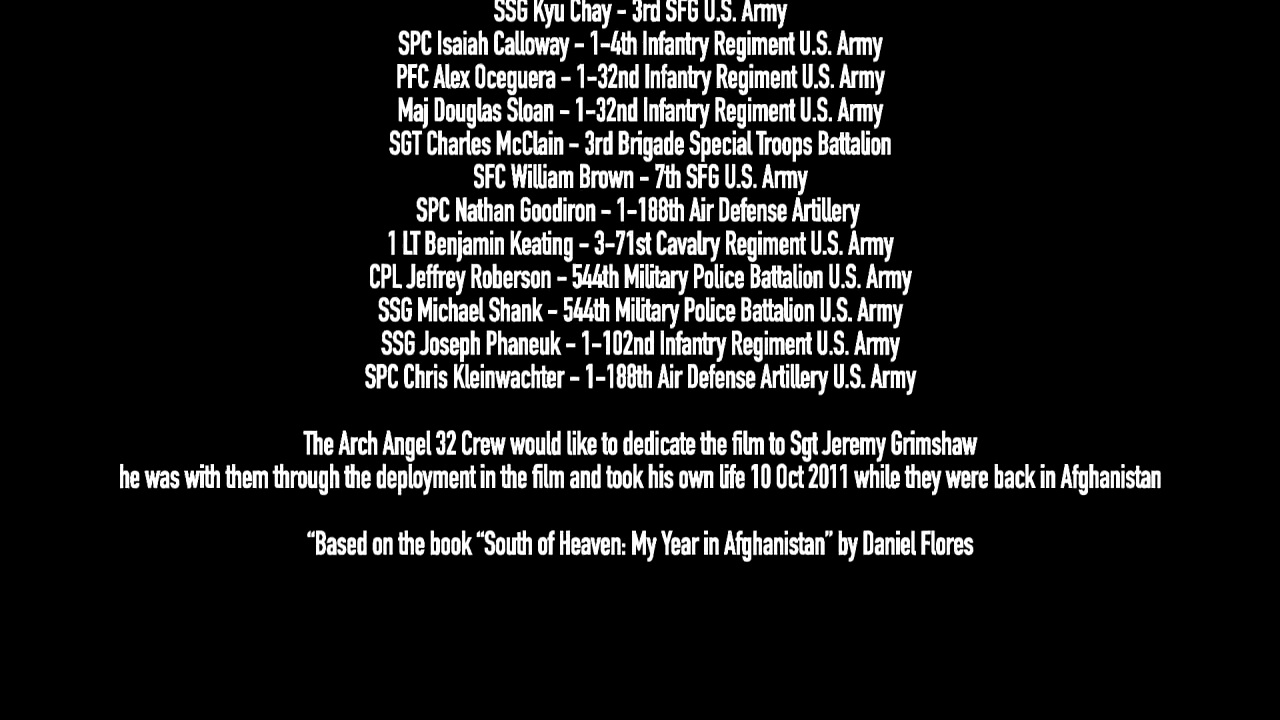 SSG Kyu Chay - 3rd SFG U.S. Army
SPC Isaiah Calloway - 1-4th Infantry Regiment U.S. Army
PFC Alex Oceguera - 1-32nd Infantry Regiment U.S. Army
Maj Douglas Sloan - 1-32nd Infantry Regiment U.S. Army
SGT Charles McClain - 3rd Brigade Special Troops Battalion
SFC William Brown - 7th SFG U.S. Army
SPC Nathan Goodiron - 1-188th Air Defense Artillery
1 LT Benjamin Keating - 3-71st Cavalry Regiment U.S. Army
CPL Jeffrey Roberson - 544th Military Police Battalion U.S. Army
SSG Michael Shank - 544th Military Police Battalion U.S. Army
SSG Joseph Phaneuk - 1-102nd Infantry Regiment U.S. Army
SPC Chris Kleinwachter - 1-188th Air Defense Artillery U.S. Army
The Arch Angel 32 Crew would like to dedicate the film to Sgt Jeremy Grimshaw
he was with them through the deployment in the film and took his own life 10 Oct 2011 while they were back in Afghanistan
“Based on the book “South of Heaven: My Year in Afghanistan” by Daniel Flores